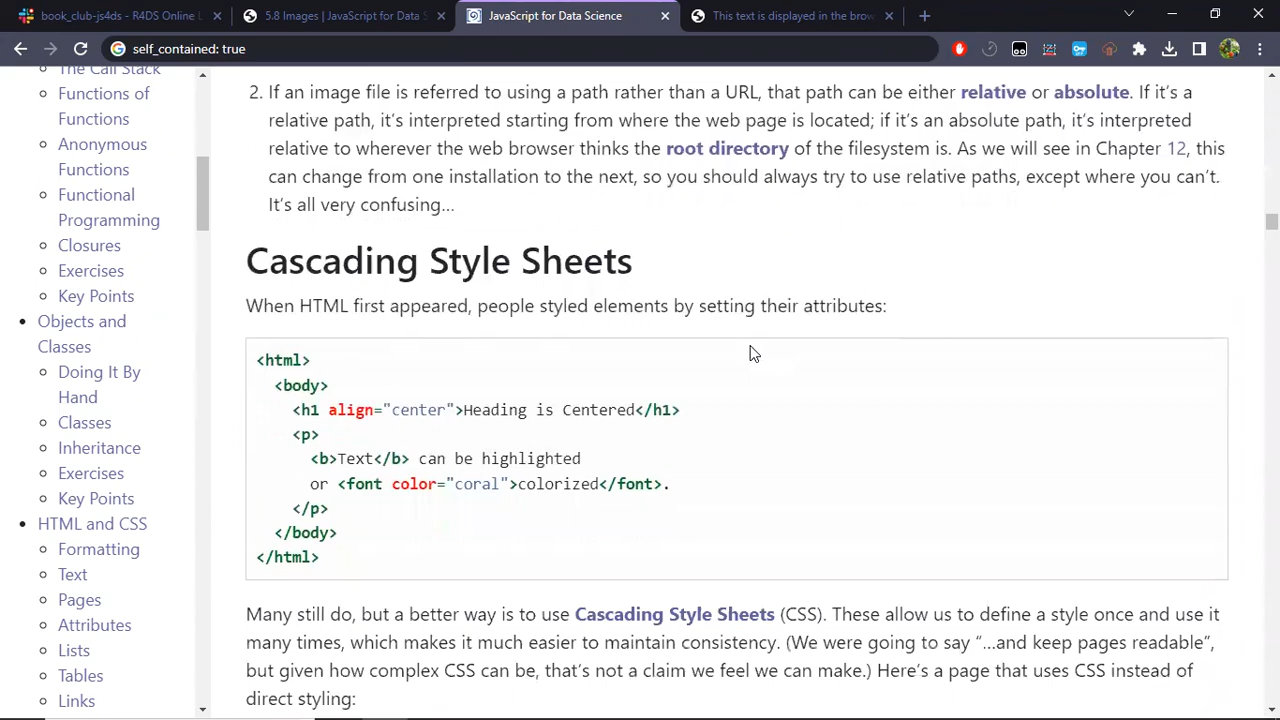 book_club-js4ds - R4DS Online L
5.8 Images | JavaScript for Data S
JavaScript for Data Science
This text is displayed in the brow
self_contained: true
The Call Stack
Functions of
Functions
Anonymous
Functions
Functional
Programming
Closures
Exercises
Key Points
Objects and
Classes
Doing It By
Hand
Classes
Inheritance
Exercises
Key Points
HTML and CSS
Formatting
Text
Pages
Attributes
Lists
Tables
Links
2. If an image file is referred to using a path rather than a URL, that path can be either relative or absolute. If it’s a
relative path, it’s interpreted starting from where the web page is located; if it’s an absolute path, it’s interpreted
relative to wherever the web browser thinks the root directory of the filesystem is. As we will see in Chapter 12, this
can change from one installation to the next, so you should always try to use relative paths, except where you can’t.
It’s all very confusing…
Cascading Style Sheets
When HTML first appeared, people styled elements by setting their attributes:
<html>
<body>
<h1 align="center">Heading is Centered</h1>
<p>
<b>Text</b> can be highlighted
or <font color="coral">colorized</font>.
</p>
</body>
</html>
Many still do, but a better way is to use Cascading Style Sheets (CSS). These allow us to define a style once and use it
many times, which makes it much easier to maintain consistency. (We were going to say “…and keep pages readable”,
but given how complex CSS can be, that’s not a claim we feel we can make.) Here’s a page that uses CSS instead of
direct styling: